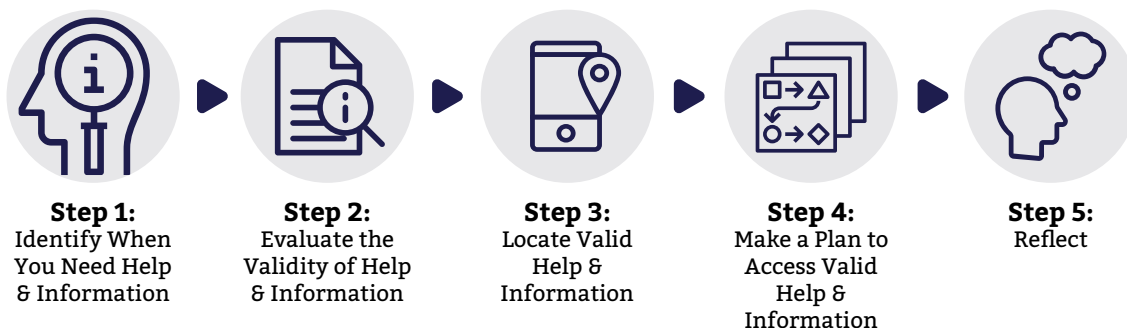 Step 1:
Identify When
You Need Help
& Information
Step 2:
Evaluate the
Validity of Help
& Information
Step 3:
Locate Valid
Help &
Information
Step 4:
Make a Plan to
Access Valid
Help &
Information
Step 5:
Reflect